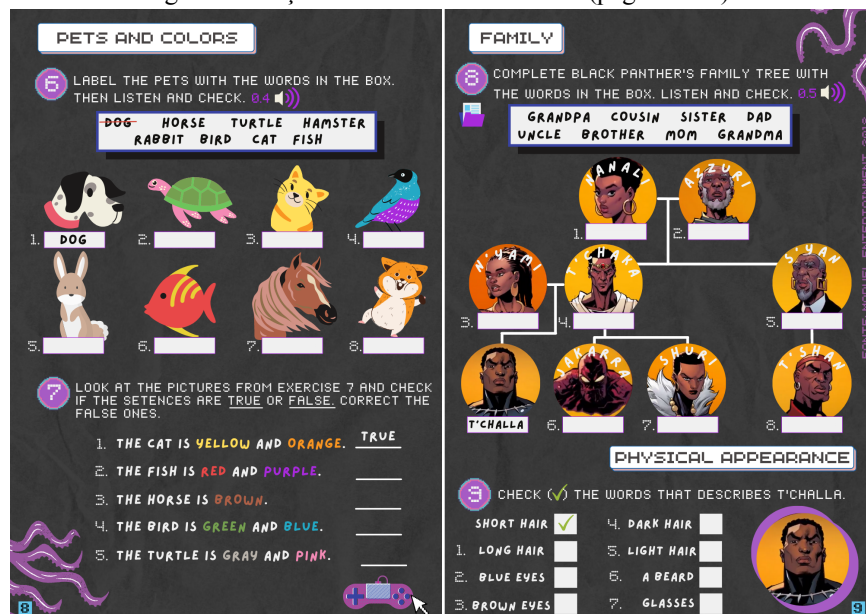 PETS AND COLORS
6 LABEL THE PETS WITH THE WORDS IN THE BOX.
THEN LISTEN AND CHECK. 0.4
DOG HORSE TURTLE HAMSTER
RABBIT BIRD CAT FISH
1. DOG
2.
3.
4.
5.
6.
7.
8.
7 LOOK AT THE PICTURES FROM EXERCISE 7 AND CHECK
IF THE SETENCES ARE TRUE OR FALSE. CORRECT THE
FALSE ONES.
1. THE CAT IS YELLOW AND ORANGE. TRUE
2. THE FISH IS RED AND PURPLE.
3. THE HORSE IS BROWN.
4. THE BIRD IS GREEN AND BLUE.
5. THE TURTLE IS GRAY AND PINK.
8
FAMILY
8 COMPLETE BLACK PANTHER'S FAMILY TREE WITH
THE WORDS IN THE BOX. LISTEN AND CHECK. 0.5
GRANDPA COUSIN SISTER DAD
UNCLE BROTHER MOM GRANDMA
NANALI
AZZURI
1.
2.
N'YAMI
T'CHAKA
S'YAN
3.
4.
5.
JAKARRA
SHURI
T'SHAN
T'CHALLA
6.
7.
8.
PHYSICAL APPEARANCE
9 CHECK (✓) THE WORDS THAT DESCRIBES T'CHALLA.
SHORT HAIR ✓
1. LONG HAIR
2. BLUE EYES
3. BROWN EYES
4. DARK HAIR
5. LIGHT HAIR
6. A BEARD
7. GLASSES
9